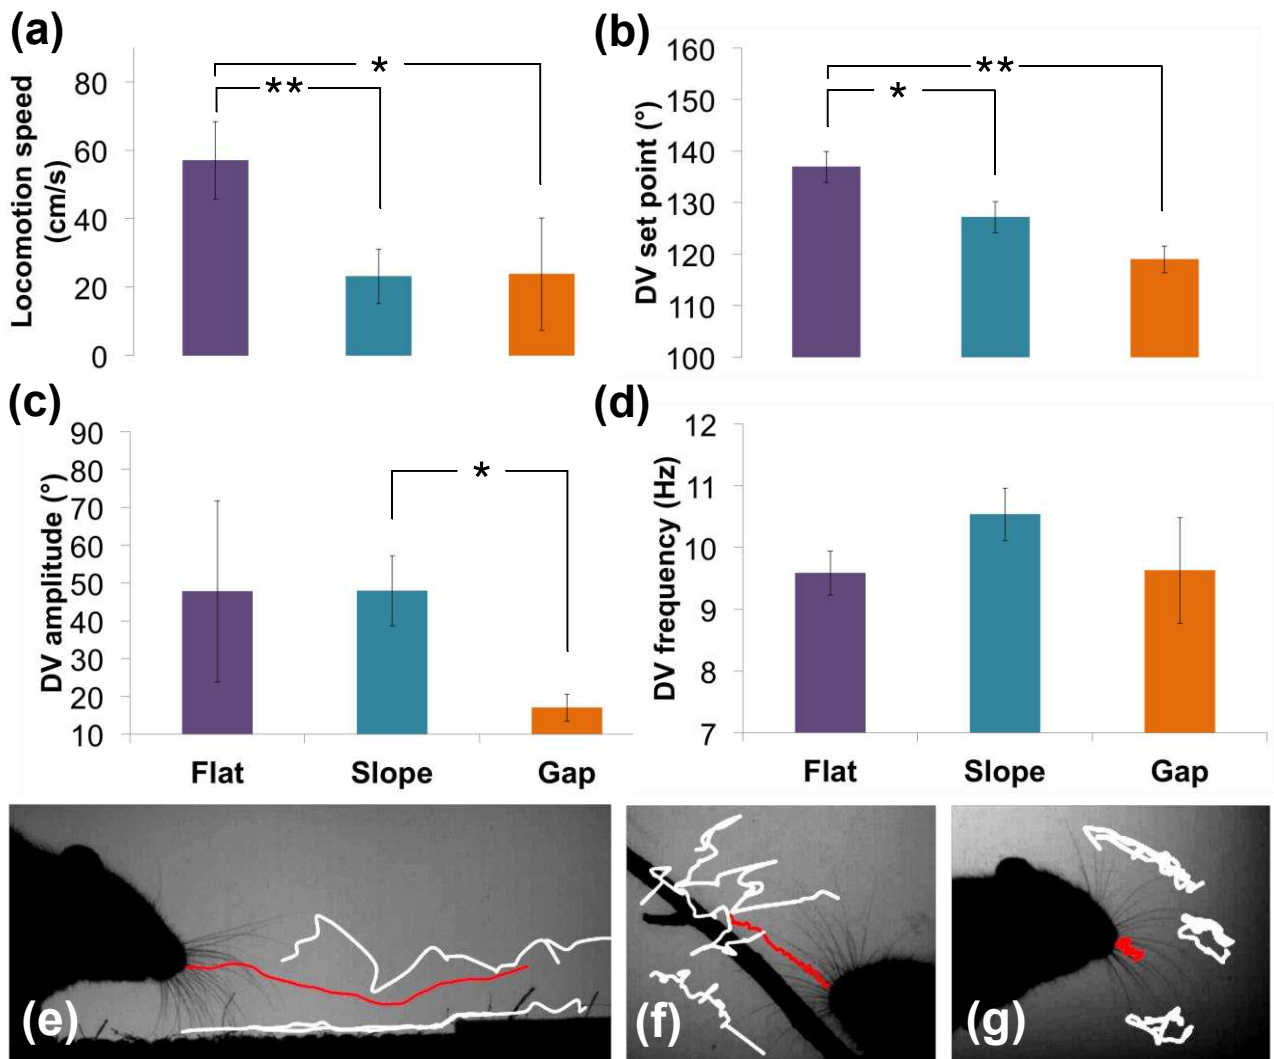 (a)
Locomotion speed
(cm/s)
80
60
40
20
0
*
**
(b)
DV set point (°)
160
150
140
130
120
110
100
**
*
(c)
DV amplitude (°)
90
80
70
60
50
40
30
20
10
*
Flat
Slope
Gap
(d)
DV frequency (Hz)
12
11
10
9
8
7
Flat
Slope
Gap
(e)
(f)
(g)